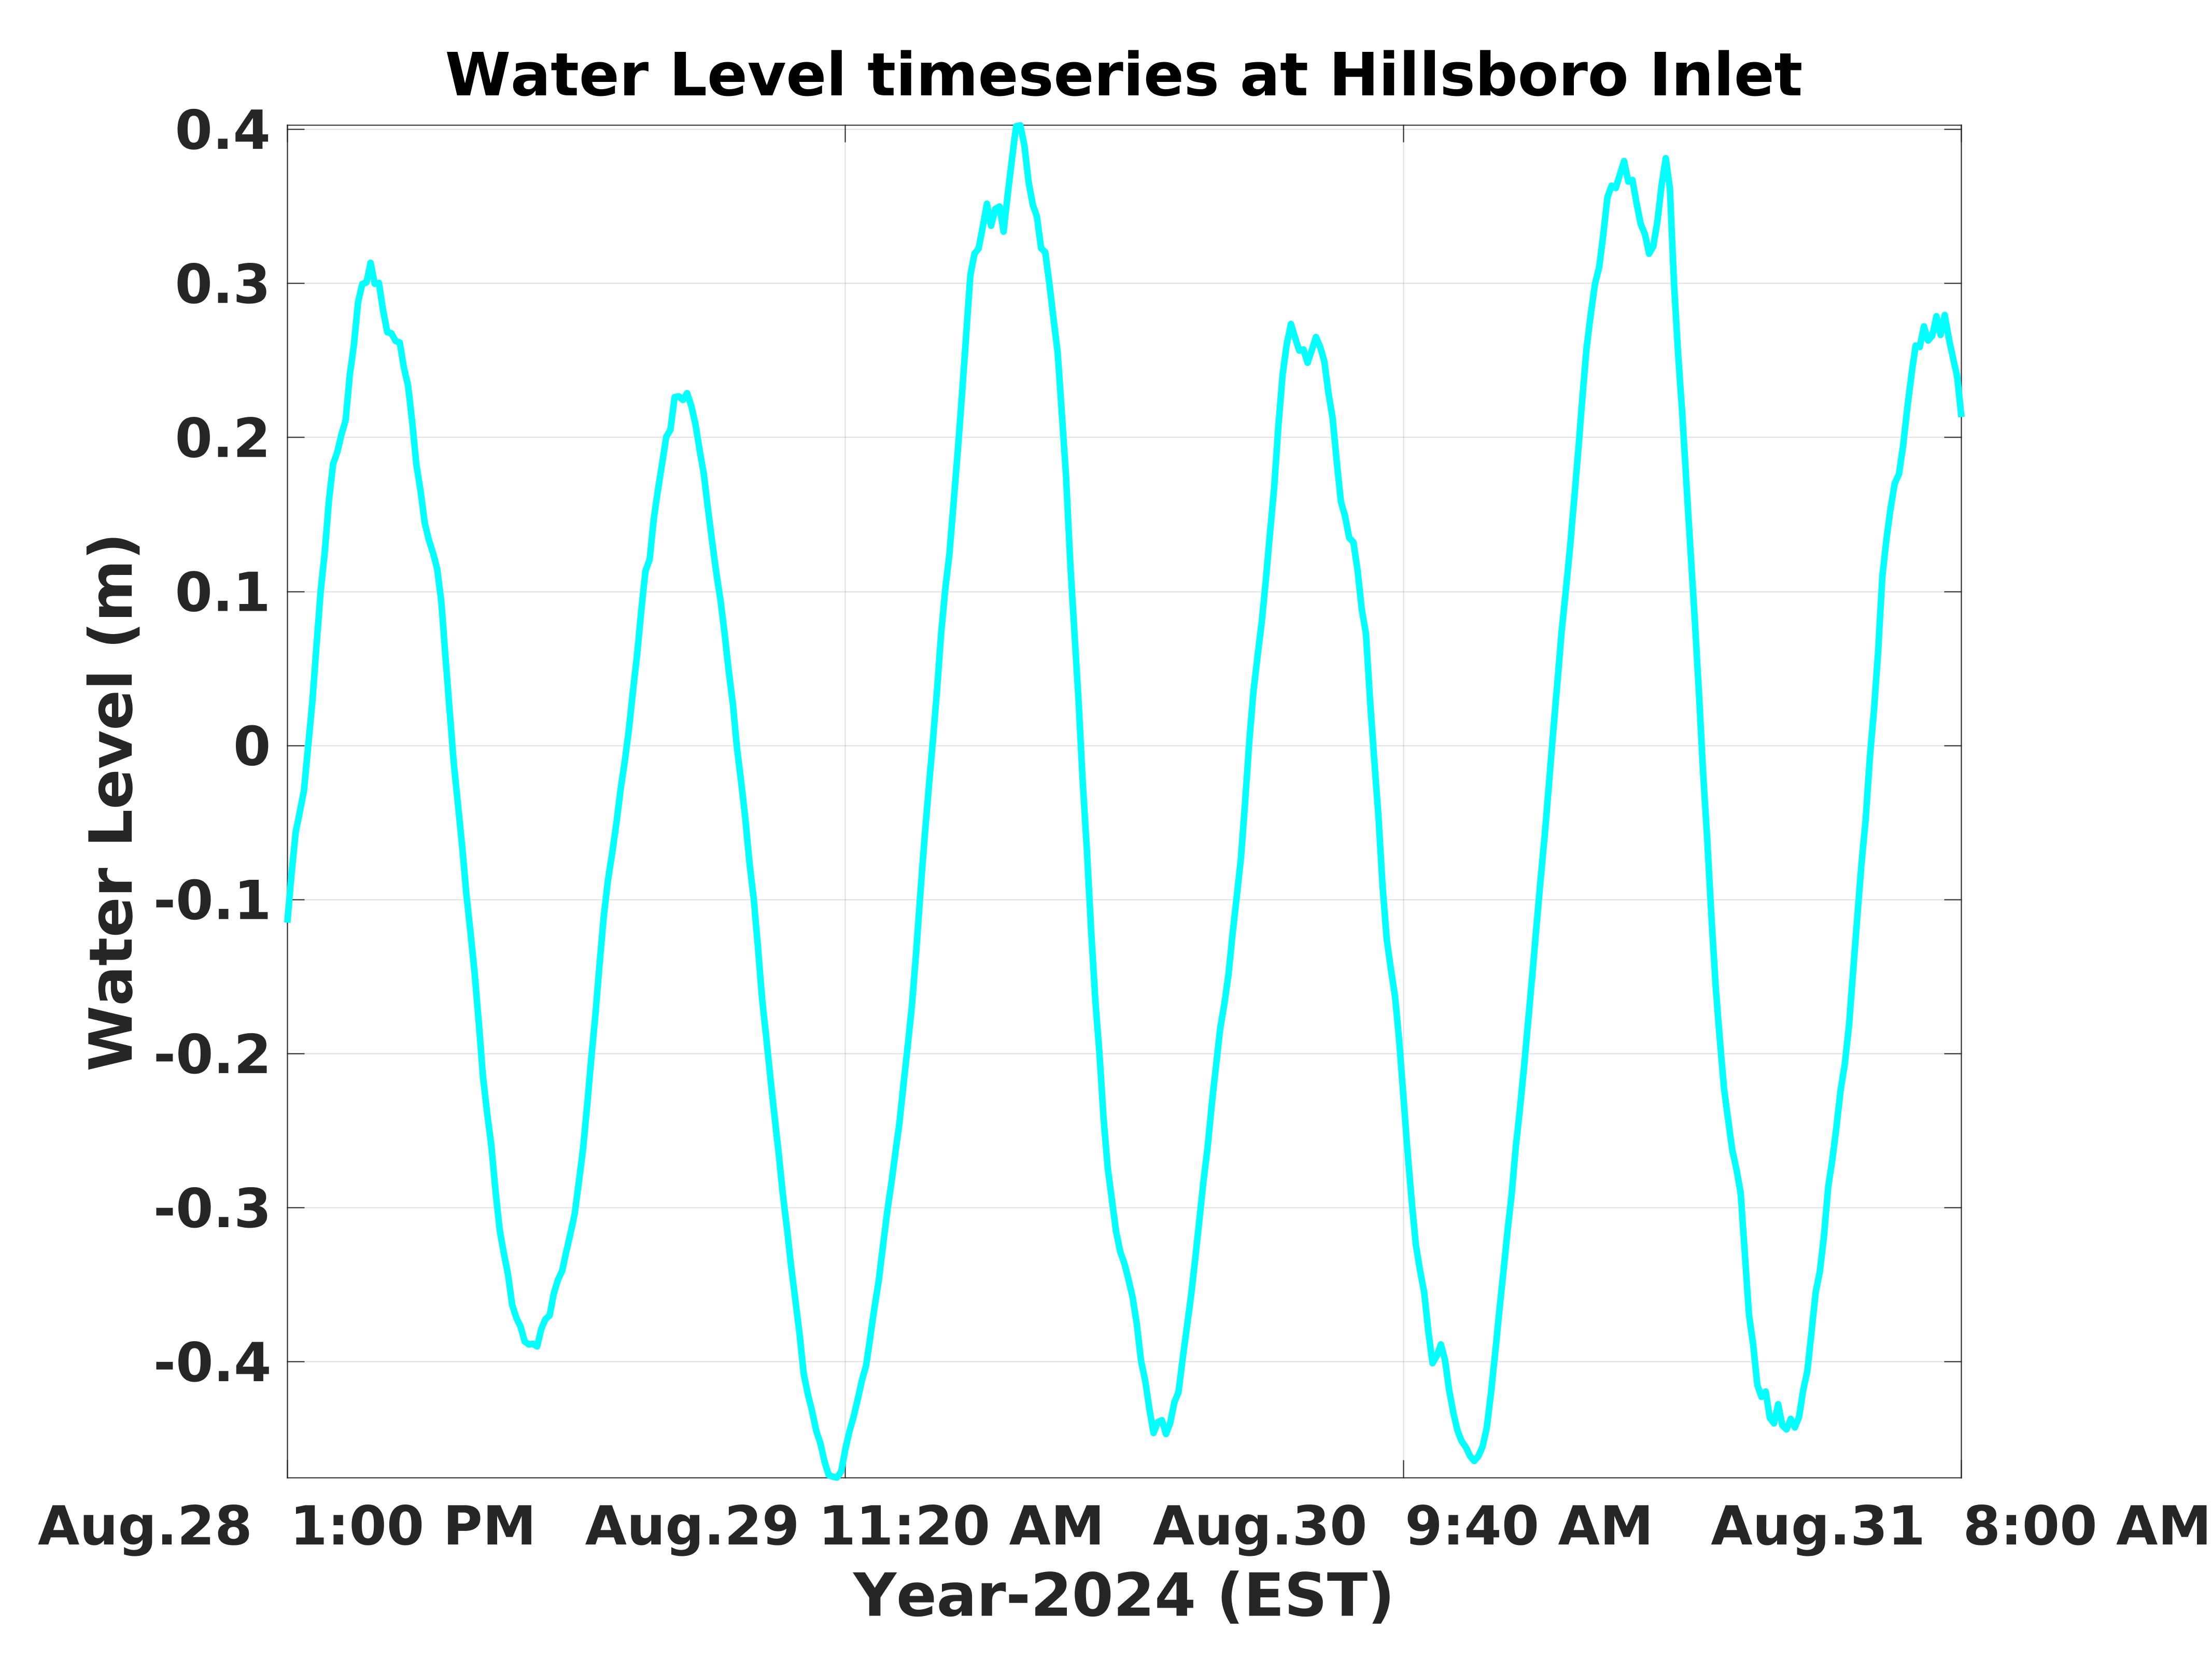 Water Level timeseries at Hillsboro Inlet
0.4
0.3
0.2
0.1
0
-0.1
-0.2
-0.3
-0.4
Water Level (m)
Aug.28 1:00 PM Aug.29 11:20 AM Aug.30 9:40 AM Aug.31 8:00 AM
Year-2024 (EST)